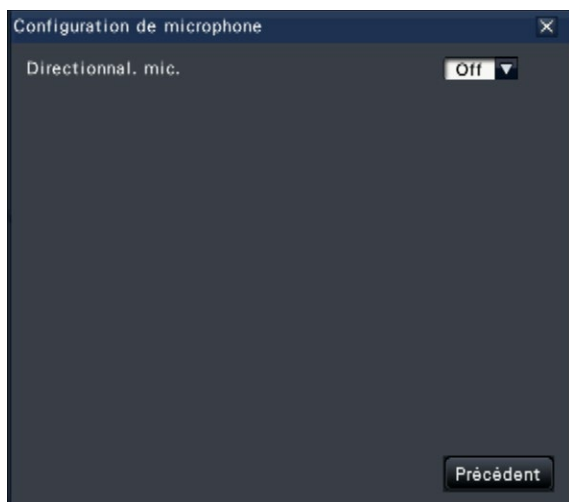 Configuration de microphone
Directionnal. mic. Off
Précédent